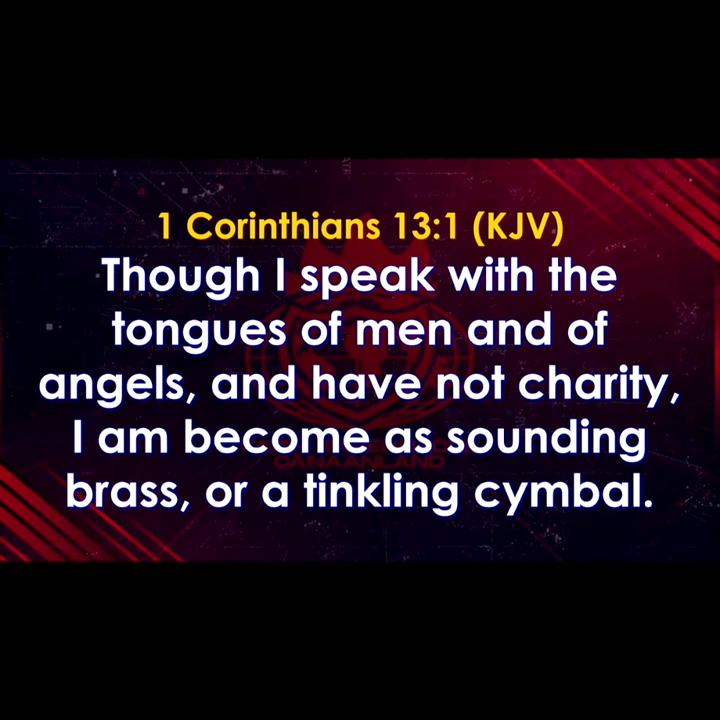 1 Corinthians 13:1 (KJV)
Though I speak with the
tongues of men and of
angels, and have not charity,
I am become as sounding
CANAANLAND
brass, or a tinkling cymbal.